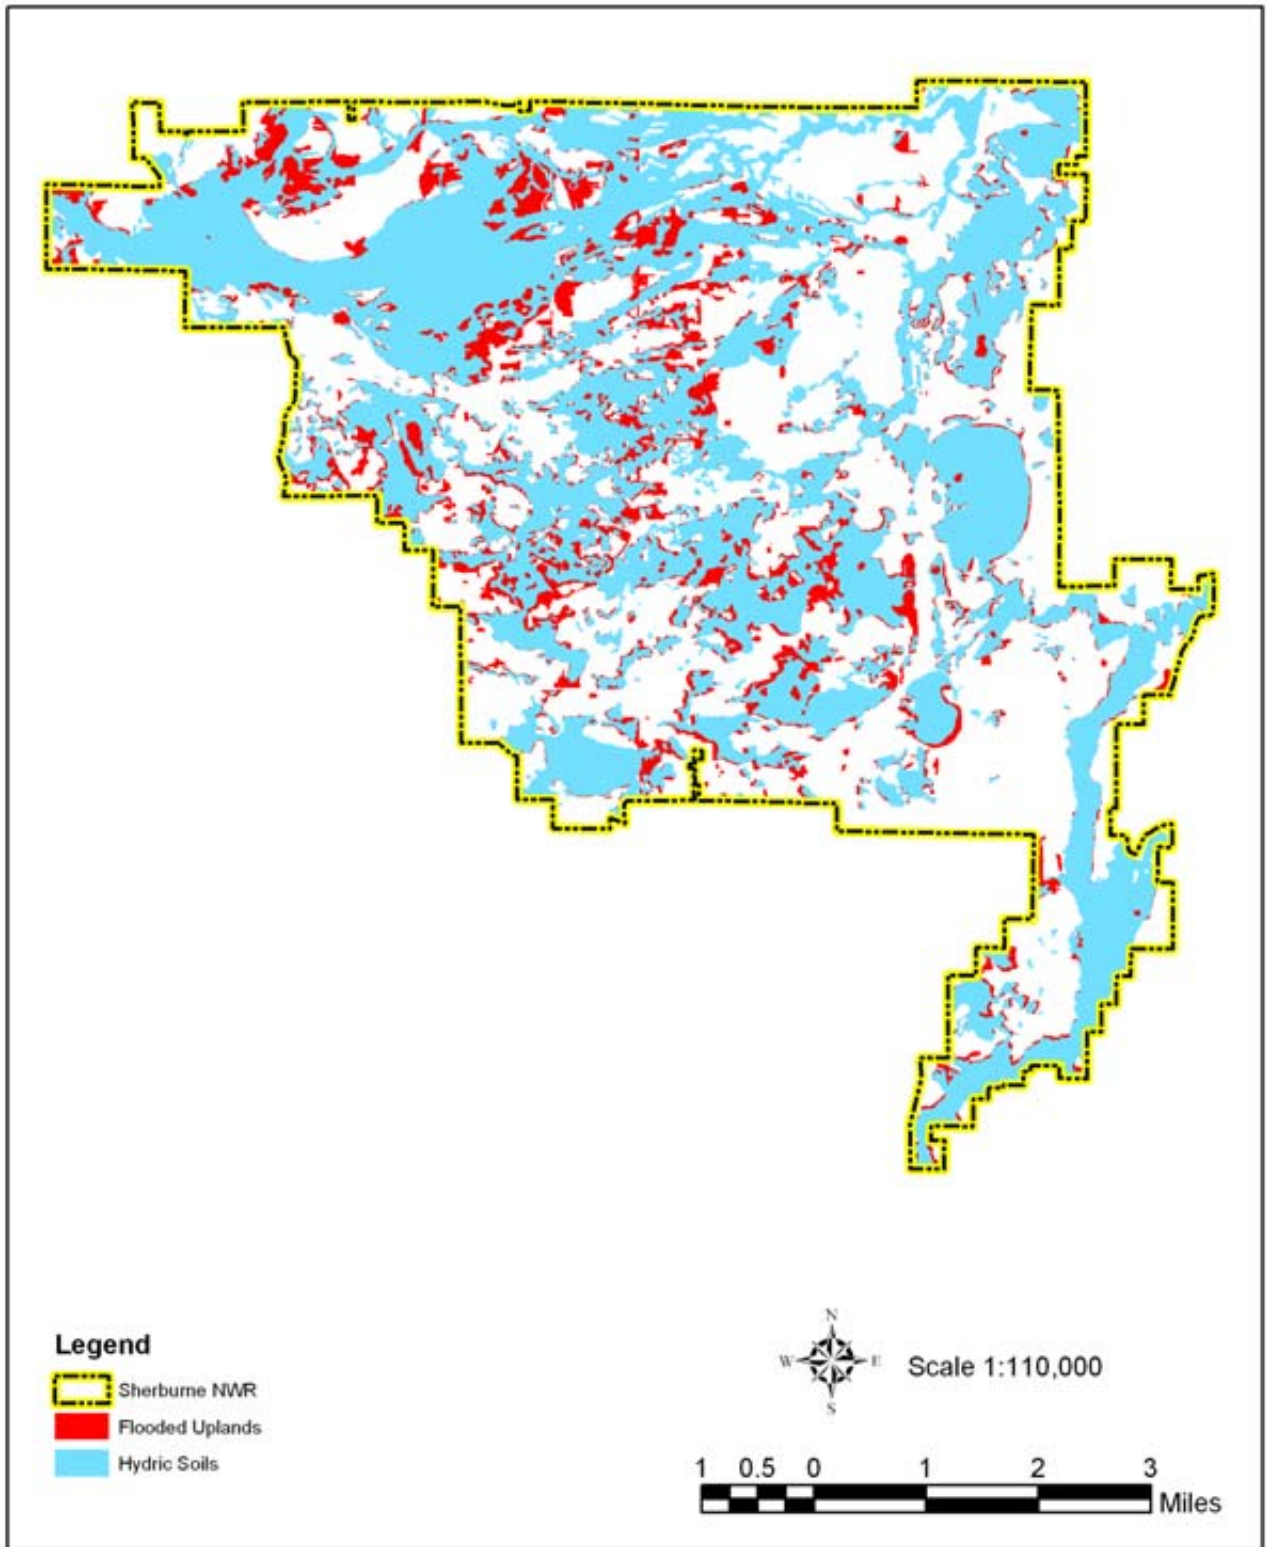 Legend
Sherburne NWR
Flooded Uplands
Hydric Soils
N
W E
S
Scale 1:110,000
1 0.5 0 1 2 3
Miles